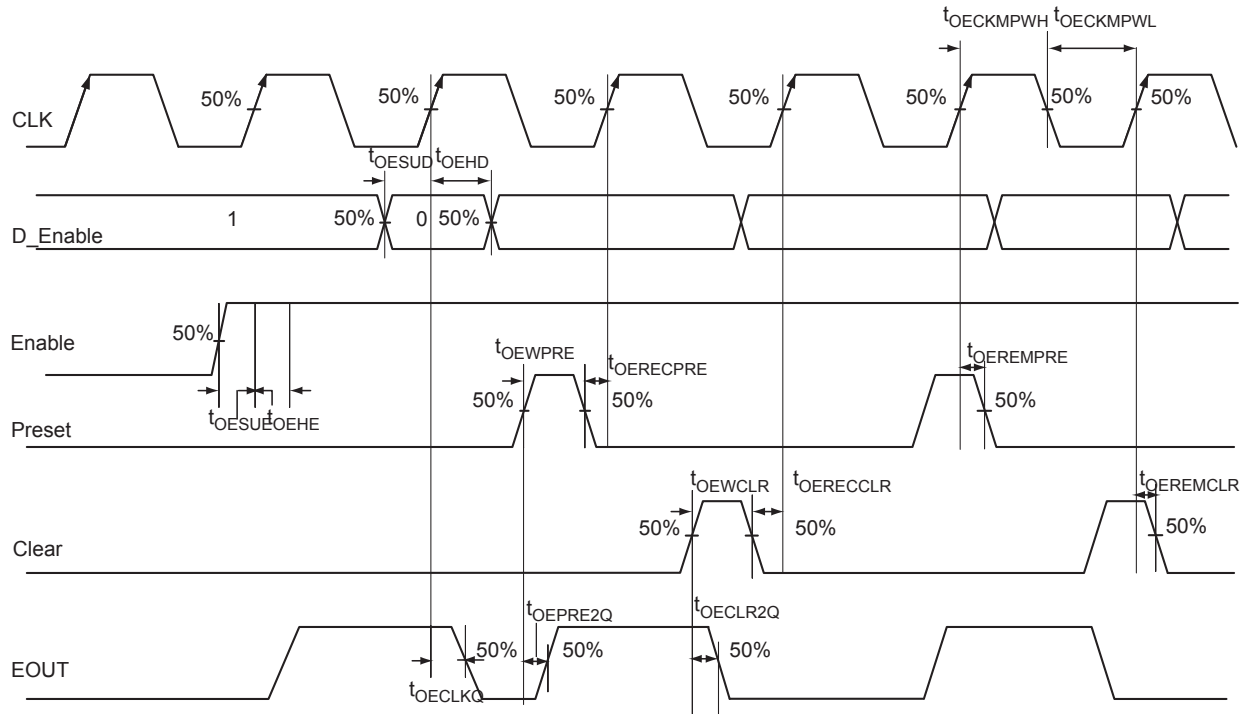 tOECKMPWH tOECKMPWL
CLK
50% 50% 50% 50% 50% 50% 50%
tOESUD tOEHD
D_Enable
1 50% 0 50%
Enable
50%
tOESUE tOEHE
tOEWPRE tOERECPRE tOEREMPRE
Preset
50% 50% 50%
tOEWCLR tOERECCLR tOEREMCLR
Clear
50% 50% 50%
tOEPRE2Q tOECLR2Q
EOUT
50% 50% 50%
tOECLKQ